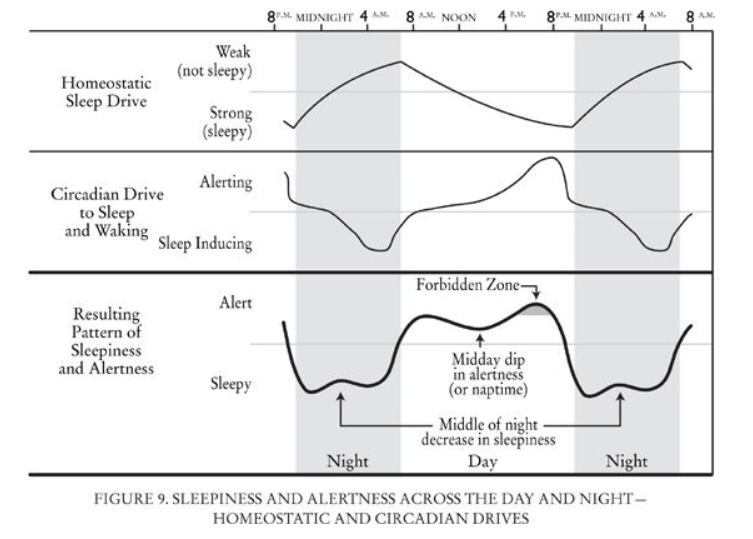 8 P.M. MIDNIGHT 4 A.M. 8 A.M. NOON 4 P.M. 8 P.M. MIDNIGHT 4 A.M. 8 A.M.
Homeostatic
Sleep Drive
Weak
(not sleepy)
Strong
(sleepy)
Circadian Drive
to Sleep
and Waking
Alerting
Sleep Inducing
Resulting
Pattern of
Sleepiness
and Alertness
Alert
Sleepy
Forbidden Zone
Midday dip
in alertness
(or naptime)
Middle of night
decrease in sleepiness
Night Day Night
FIGURE 9. SLEEPINESS AND ALERTNESS ACROSS THE DAY AND NIGHT—
HOMEOSTATIC AND CIRCADIAN DRIVES